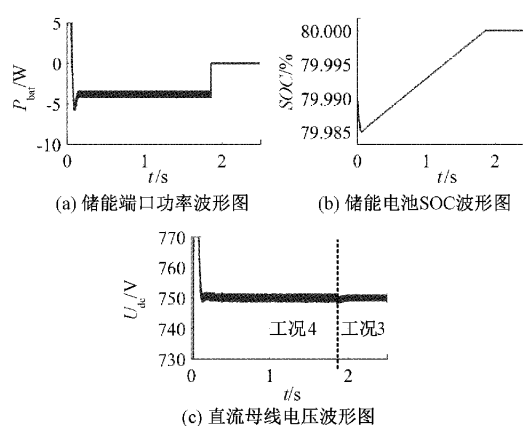 5
0
-5
-10
P_bat/W
0 1 2
t/s
(a) 储能端口功率波形图
80.000
79.995
79.990
79.985
SOC/%
0 1 2
t/s
(b) 储能电池SOC波形图
770
760
750
740
730
U_dc/V
工况4 工况3
0 1 2
t/s
(c) 直流母线电压波形图